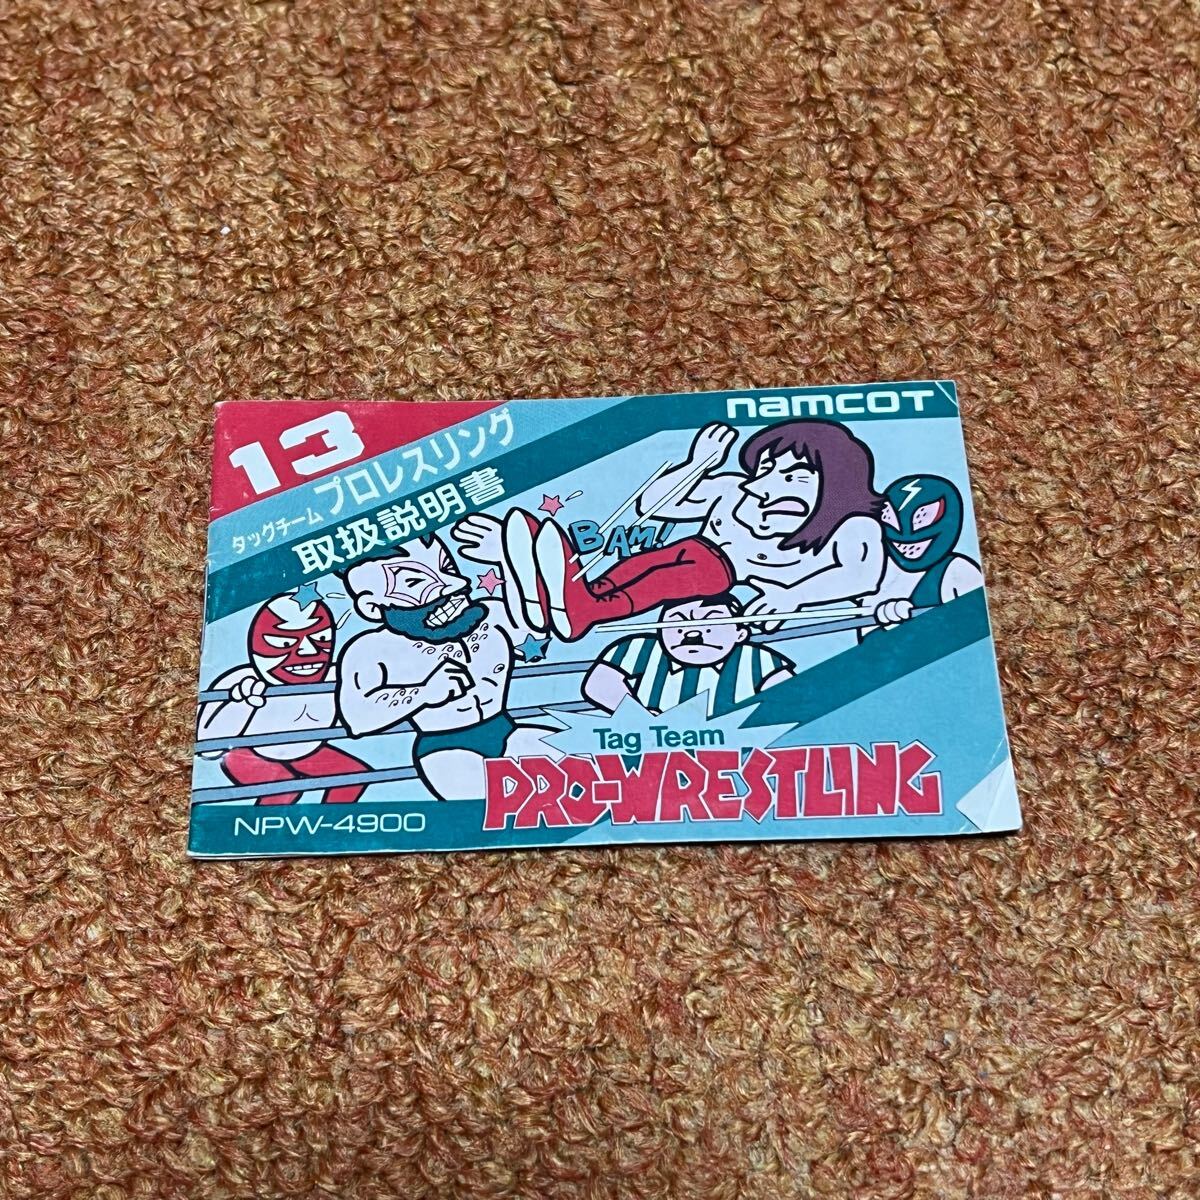 13
namcoT
タッグチーム プロレスリング
取扱説明書
BAM!
Tag Team
PRO-WRESTLING
NPW-4900